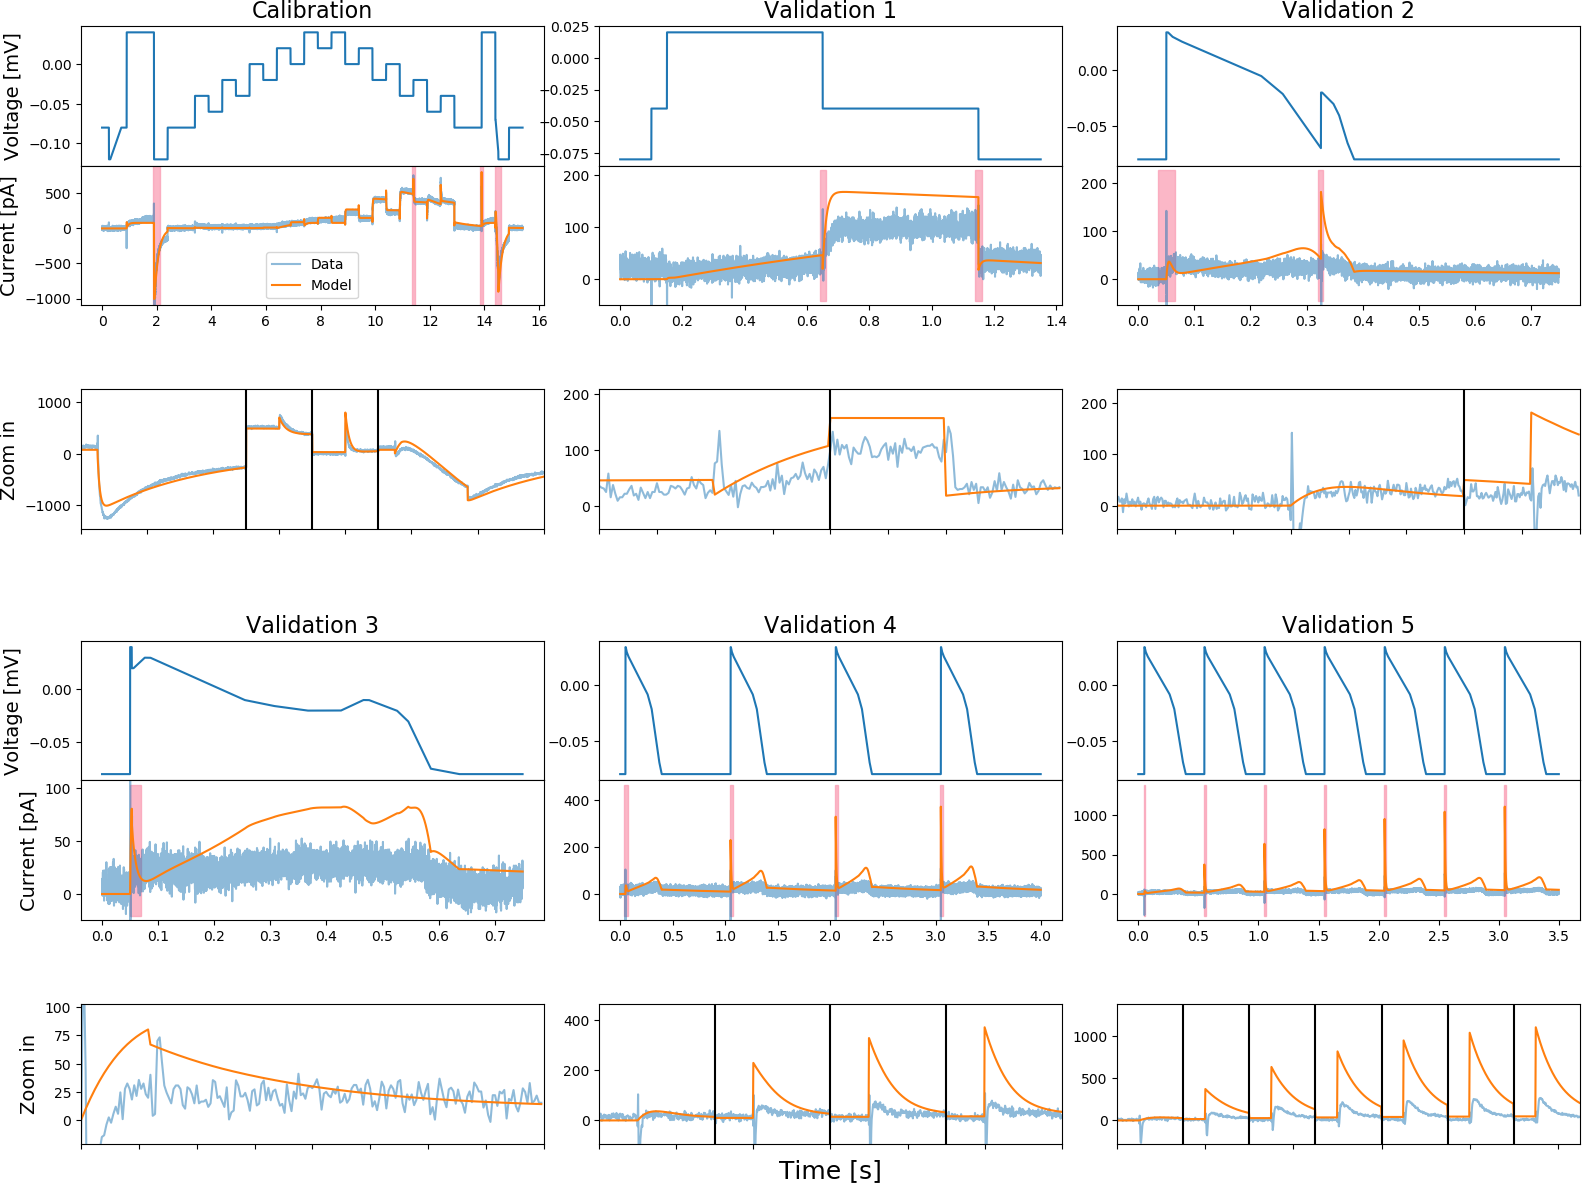 Calibration
Validation 1
Validation 2
Voltage [mV]
0.00
−0.05
−0.10
0.025
0.000
−0.025
−0.050
−0.075
0.00
−0.05
Current [pA]
500
0
−500
−1000
Data
Model
200
100
0
200
100
0
0 2 4 6 8 10 12 14 16
0.0 0.2 0.4 0.6 0.8 1.0 1.2 1.4
0.0 0.1 0.2 0.3 0.4 0.5 0.6 0.7
Zoom in
1000
0
−1000
200
100
0
200
100
0
Validation 3
Validation 4
Validation 5
Voltage [mV]
0.00
−0.05
0.00
−0.05
0.00
−0.05
Current [pA]
100
50
0
400
200
0
1000
500
0
0.0 0.1 0.2 0.3 0.4 0.5 0.6 0.7
0.0 0.5 1.0 1.5 2.0 2.5 3.0 3.5 4.0
0.0 0.5 1.0 1.5 2.0 2.5 3.0 3.5
Zoom in
100
75
50
25
0
400
200
0
1000
500
0
Time [s]